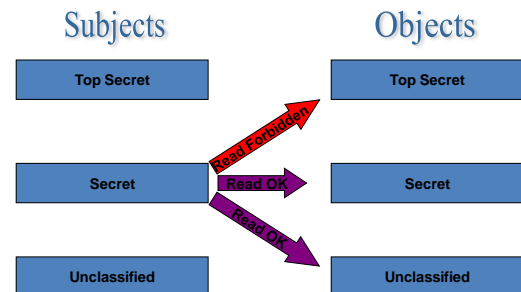 Subjects Objects
Top Secret Top Secret
Read Forbidden
Secret Read OK Secret
Read OK
Unclassified Unclassified